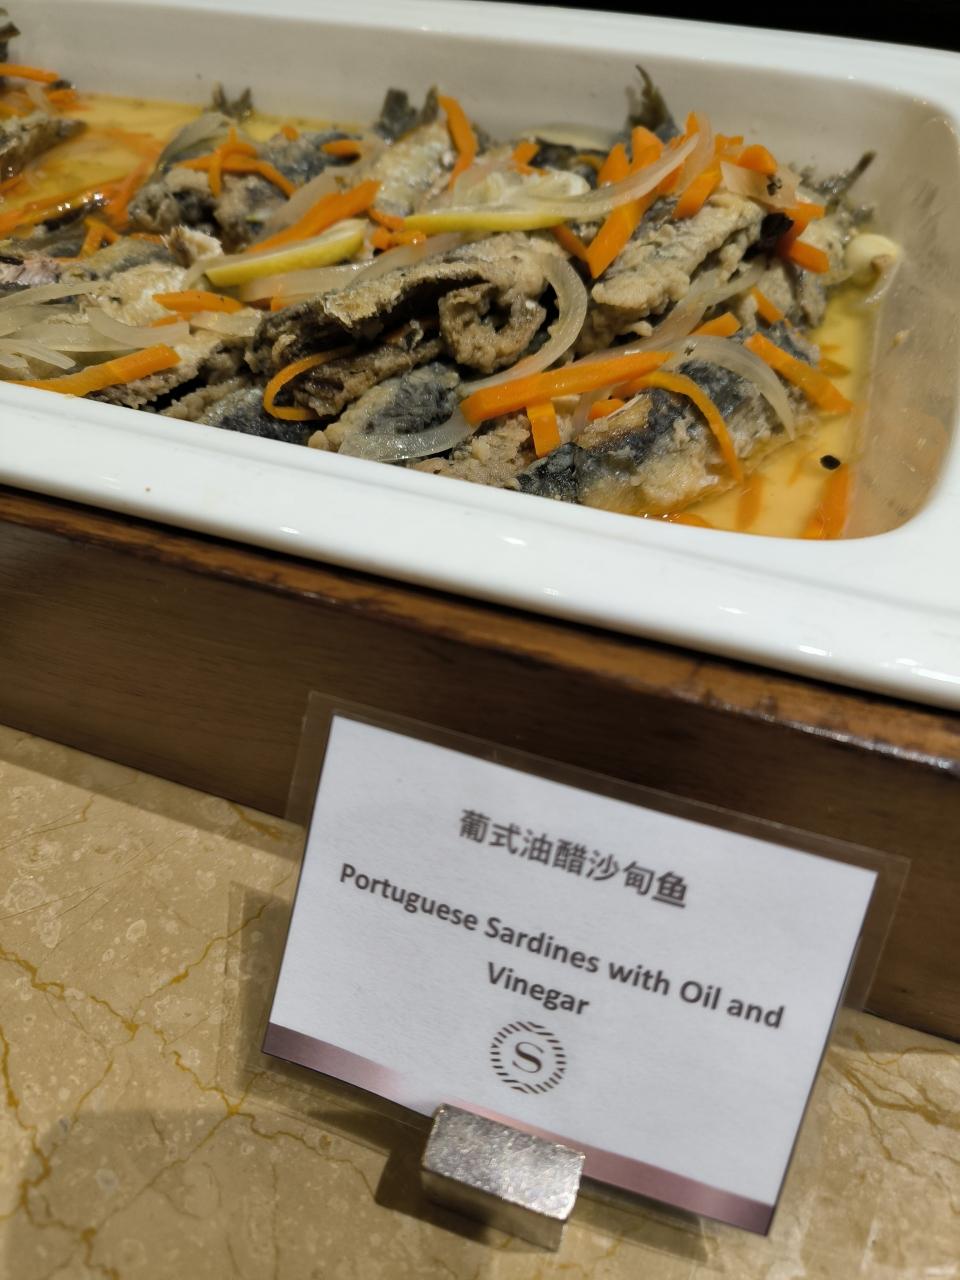 葡式油醋沙甸鱼
Portuguese Sardines with Oil and
Vinegar
S